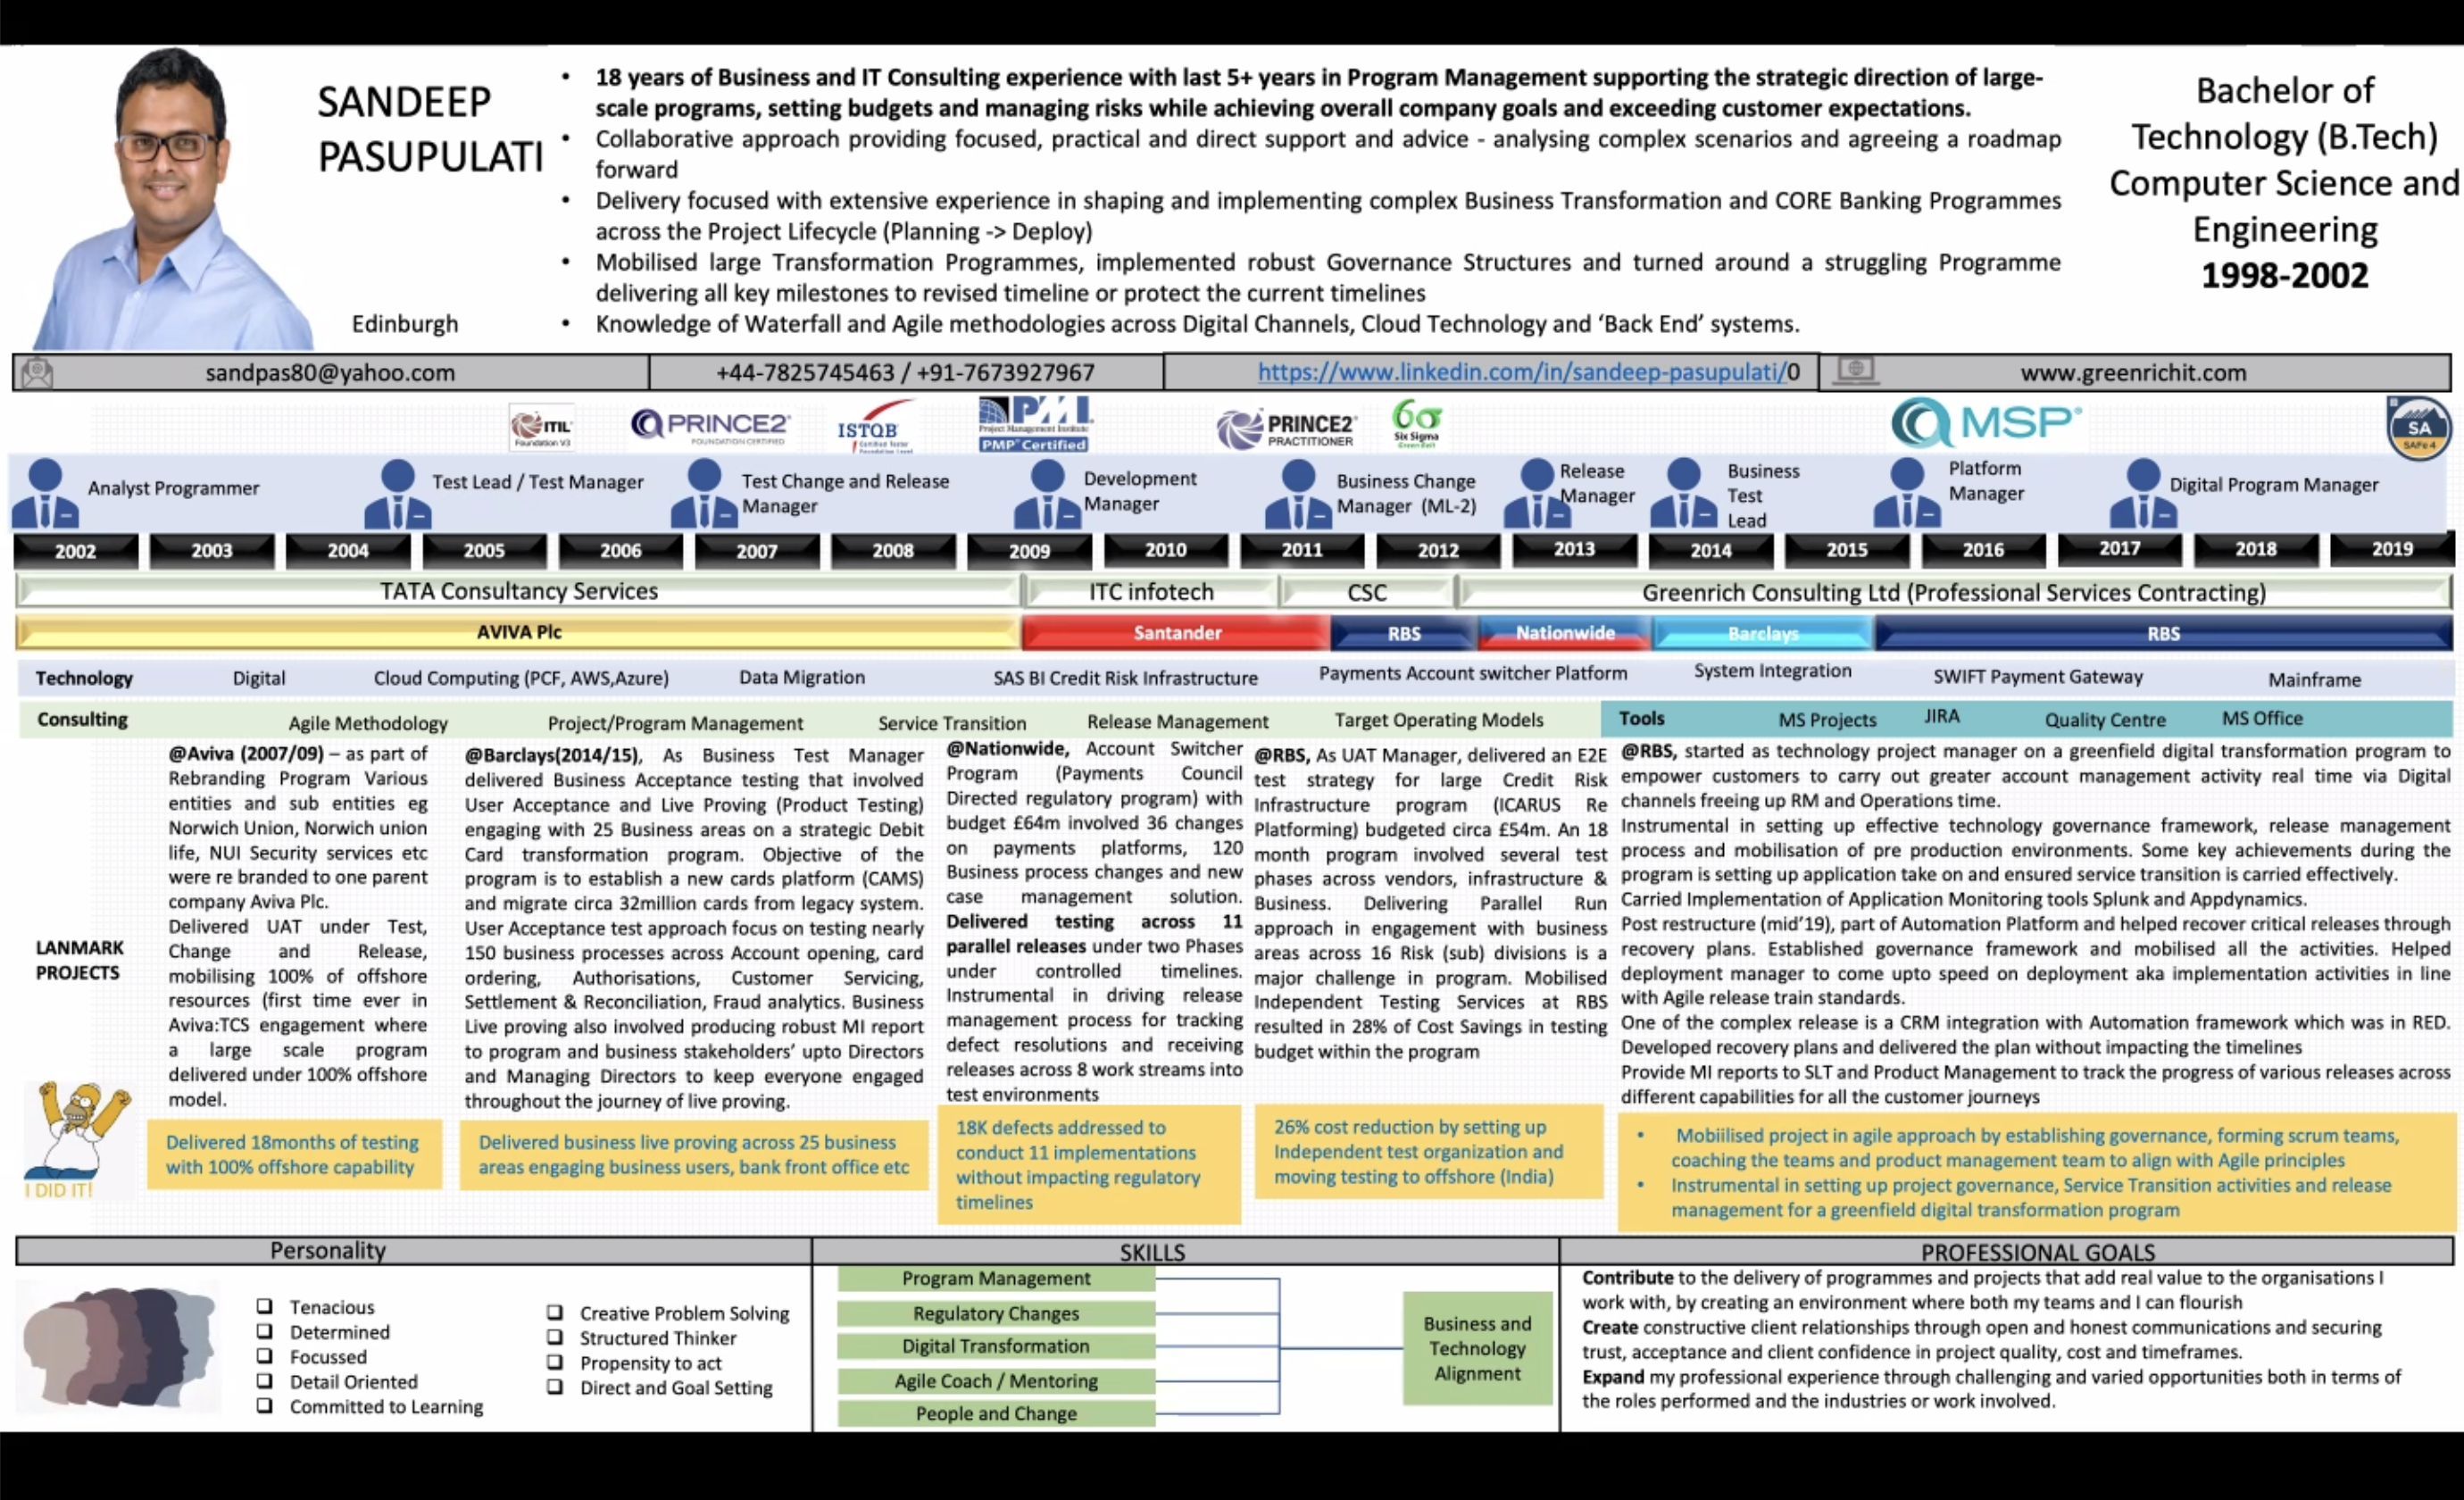 SANDEEP
PASUPULATI
Edinburgh
• 18 years of Business and IT Consulting experience with last 5+ years in Program Management supporting the strategic direction of large-
scale programs, setting budgets and managing risks while achieving overall company goals and exceeding customer expectations.
• Collaborative approach providing focused, practical and direct support and advice - analysing complex scenarios and agreeing a roadmap
forward
• Delivery focused with extensive experience in shaping and implementing complex Business Transformation and CORE Banking Programmes
across the Project Lifecycle (Planning -> Deploy)
• Mobilised large Transformation Programmes, implemented robust Governance Structures and turned around a struggling Programme
delivering all key milestones to revised timeline or protect the current timelines
• Knowledge of Waterfall and Agile methodologies across Digital Channels, Cloud Technology and ‘Back End’ systems.
Bachelor of
Technology (B.Tech)
Computer Science and
Engineering
1998-2002
sandpas80@yahoo.com
+44-7825745463 / +91-7673927967
https://www.linkedin.com/in/sandeep-pasupulati/0
www.greenrichit.com
ITIL
Foundation V3
PRINCE2
FOUNDATION CERTIFIED
ISTQB
Certified Tester
Foundation Level
PMI
Project Management Institute
PMP Certified
PRINCE2
PRACTITIONER
6σ
Six Sigma
Green Belt
MSP
SA
SAFe 4
Analyst Programmer
Test Lead / Test Manager
Test Change and Release
Manager
Development
Manager
Business Change
Manager (ML-2)
Release
Manager
Business
Test
Lead
Platform
Manager
Digital Program Manager
2002 2003 2004 2005 2006 2007 2008 2009 2010 2011 2012 2013 2014 2015 2016 2017 2018 2019
TATA Consultancy Services ITC infotech CSC Greenrich Consulting Ltd (Professional Services Contracting)
AVIVA Plc Santander RBS Nationwide Barclays RBS
Technology Digital Cloud Computing (PCF, AWS,Azure) Data Migration SAS BI Credit Risk Infrastructure Payments Account switcher Platform System Integration SWIFT Payment Gateway Mainframe
Consulting Agile Methodology Project/Program Management Service Transition Release Management Target Operating Models Tools MS Projects JIRA Quality Centre MS Office
LANMARK
PROJECTS
@Aviva (2007/09) – as part of
Rebranding Program Various
entities and sub entities eg
Norwich Union, Norwich union
life, NUI Security services etc
were re branded to one parent
company Aviva Plc.
Delivered UAT under Test,
Change and Release,
mobilising 100% of offshore
resources (first time ever in
Aviva:TCS engagement where
a large scale program
delivered under 100% offshore
model.
@Barclays(2014/15), As Business Test Manager
delivered Business Acceptance testing that involved
User Acceptance and Live Proving (Product Testing)
engaging with 25 Business areas on a strategic Debit
Card transformation program. Objective of the
program is to establish a new cards platform (CAMS)
and migrate circa 32million cards from legacy system.
User Acceptance test approach focus on testing nearly
150 business processes across Account opening, card
ordering, Authorisations, Customer Servicing,
Settlement & Reconciliation, Fraud analytics. Business
Live proving also involved producing robust MI report
to program and business stakeholders’ upto Directors
and Managing Directors to keep everyone engaged
throughout the journey of live proving.
@Nationwide, Account Switcher
Program (Payments Council
Directed regulatory program) with
budget £64m involved 36 changes
on payments platforms, 120
Business process changes and new
case management solution.
Delivered testing across 11
parallel releases under two Phases
under controlled timelines.
Instrumental in driving release
management process for tracking
defect resolutions and receiving
releases across 8 work streams into
test environments
@RBS, As UAT Manager, delivered an E2E
test strategy for large Credit Risk
Infrastructure program (ICARUS Re
Platforming) budgeted circa £54m. An 18
month program involved several test
phases across vendors, infrastructure &
Business. Delivering Parallel Run
approach in engagement with business
areas across 16 Risk (sub) divisions is a
major challenge in program. Mobilised
Independent Testing Services at RBS
resulted in 28% of Cost Savings in testing
budget within the program
@RBS, started as technology project manager on a greenfield digital transformation program to
empower customers to carry out greater account management activity real time via Digital
channels freeing up RM and Operations time.
Instrumental in setting up effective technology governance framework, release management
process and mobilisation of pre production environments. Some key achievements during the
program is setting up application take on and ensured service transition is carried effectively.
Carried Implementation of Application Monitoring tools Splunk and Appdynamics.
Post restructure (mid’19), part of Automation Platform and helped recover critical releases through
recovery plans. Established governance framework and mobilised all the activities. Helped
deployment manager to come upto speed on deployment aka implementation activities in line
with Agile release train standards.
One of the complex release is a CRM integration with Automation framework which was in RED.
Developed recovery plans and delivered the plan without impacting the timelines
Provide MI reports to SLT and Product Management to track the progress of various releases across
different capabilities for all the customer journeys
I DID IT!
Delivered 18months of testing
with 100% offshore capability
Delivered business live proving across 25 business
areas engaging business users, bank front office etc
18K defects addressed to
conduct 11 implementations
without impacting regulatory
timelines
26% cost reduction by setting up
Independent test organization and
moving testing to offshore (India)
• Mobiilised project in agile approach by establishing governance, forming scrum teams,
coaching the teams and product management team to align with Agile principles
• Instrumental in setting up project governance, Service Transition activities and release
management for a greenfield digital transformation program
Personality
Tenacious
Determined
Focussed
Detail Oriented
Committed to Learning
Creative Problem Solving
Structured Thinker
Propensity to act
Direct and Goal Setting
SKILLS
Program Management
Regulatory Changes
Digital Transformation
Agile Coach / Mentoring
People and Change
Business and
Technology
Alignment
PROFESSIONAL GOALS
Contribute to the delivery of programmes and projects that add real value to the organisations I
work with, by creating an environment where both my teams and I can flourish
Create constructive client relationships through open and honest communications and securing
trust, acceptance and client confidence in project quality, cost and timeframes.
Expand my professional experience through challenging and varied opportunities both in terms of
the roles performed and the industries or work involved.